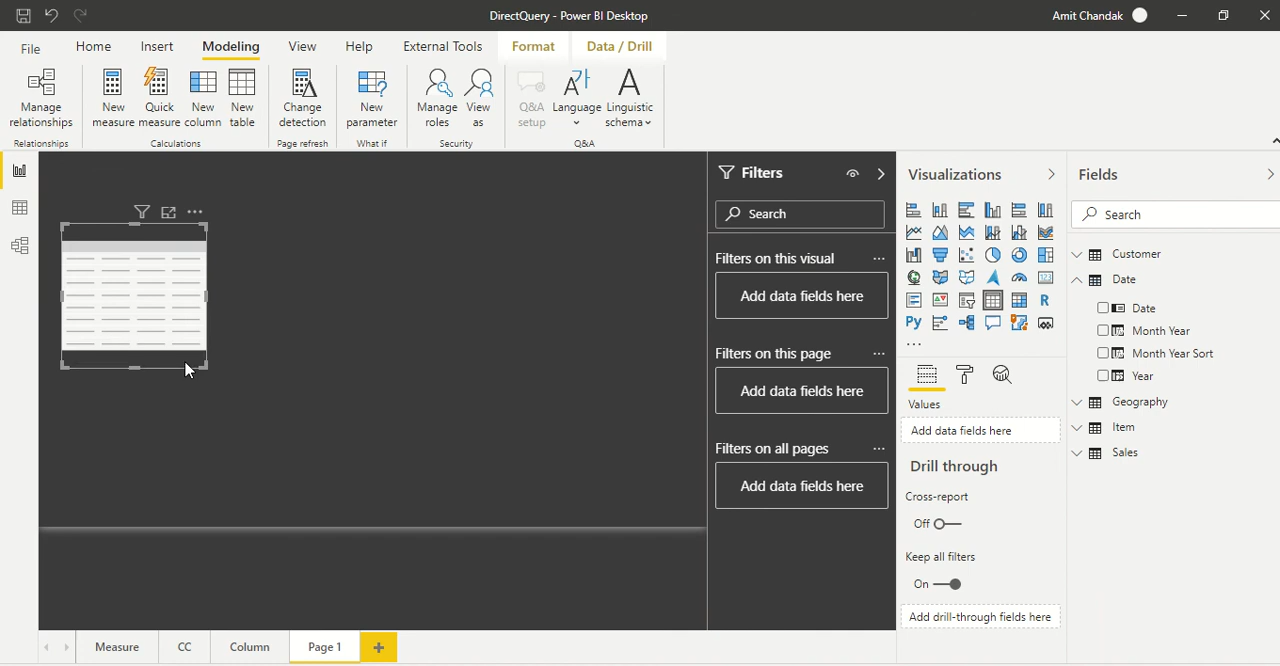 DirectQuery - Power BI Desktop
Amit Chandak
File
Home
Insert
Modeling
View
Help
External Tools
Format
Data / Drill
Manage
relationships
New
measure
Quick
measure
New
column
New
table
Change
detection
New
parameter
Manage
roles
View
as
Q&A
setup
Language
Linguistic
schema
Relationships
Calculations
Page refresh
What if
Security
Q&A
Filters
Search
Filters on this visual
...
Add data fields here
Filters on this page
...
Add data fields here
Filters on all pages
...
Add data fields here
Visualizations
R
Py
...
Values
Add data fields here
Drill through
Cross-report
Off
Keep all filters
On
Add drill-through fields here
Fields
Search
Customer
Date
Date
Month Year
Month Year Sort
Year
Geography
Item
Sales
Measure
CC
Column
Page 1
+